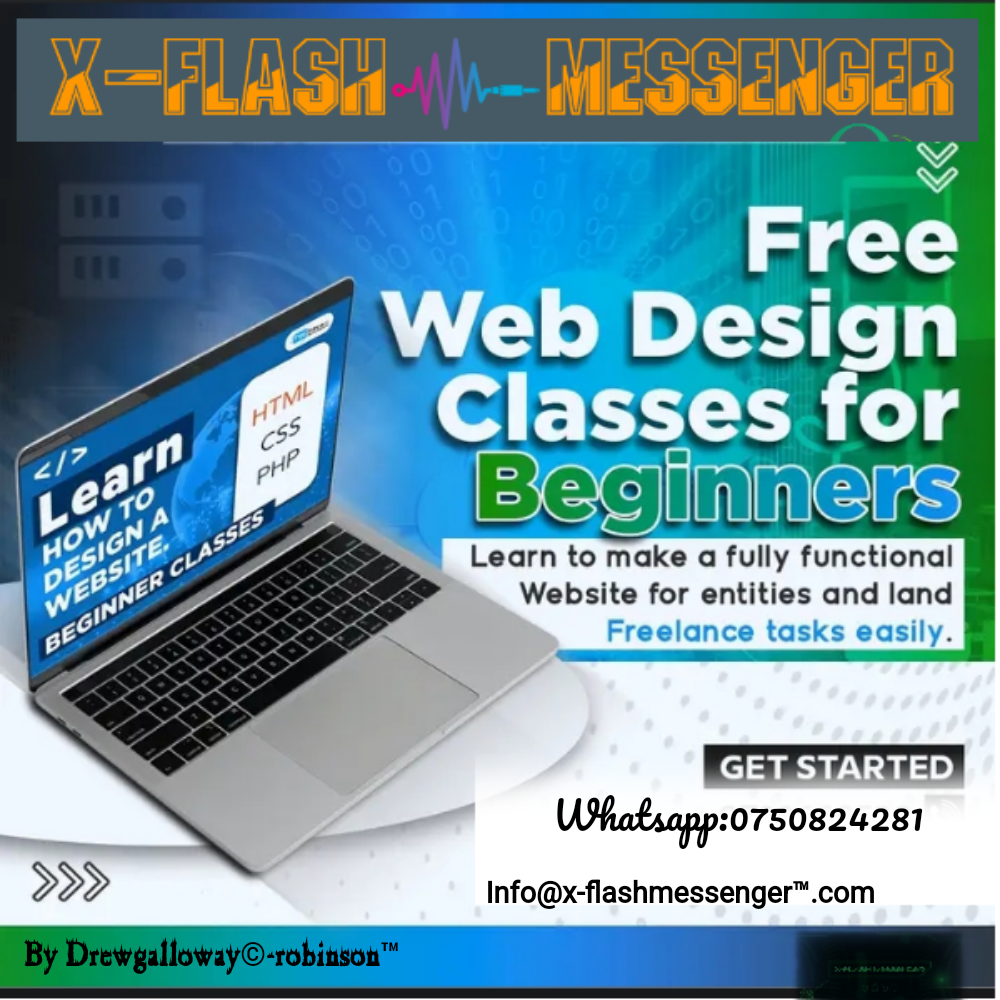 X-FLASH MESSENGER
Free
Web Design
Classes for
Beginners
Learn to make a fully functional
Website for entities and land
Freelance tasks easily.
</>
Learn
HOW TO
DESIGN A
WEBSITE.
BEGINNER CLASSES
HTML
CSS
PHP
GET STARTED
Whatsapp:0750824281
Info@x-flashmessenger™.com
By Drewgalloway©-robinson™